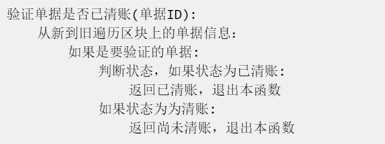 验证单据是否已清账(单据ID):
从新到旧遍历区块上的单据信息:
如果是要验证的单据:
判断状态，如果状态为已清账:
返回已清账，退出本函数
如果状态为为清账:
返回尚未清账，退出本函数